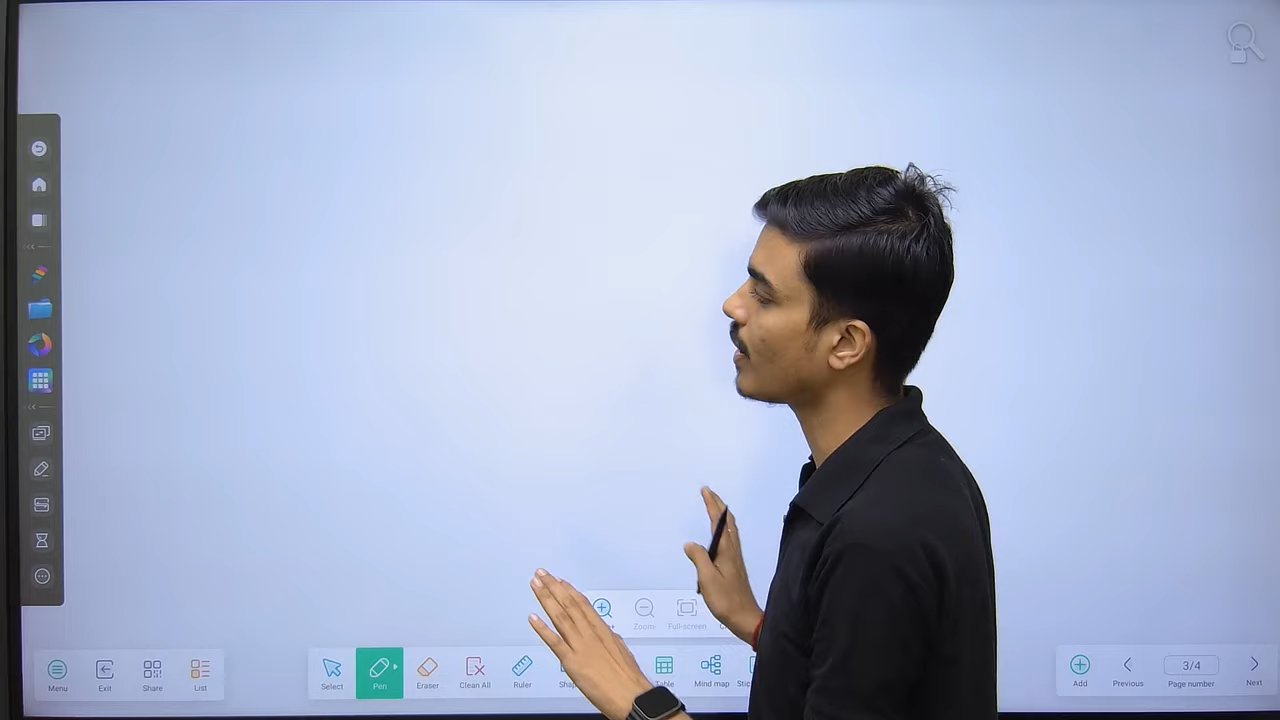 Zoom- Full-screen
Menu Exit Share List
Select Pen Eraser Clean All Ruler Table Mind map
Add Previous Page number Next
3/4